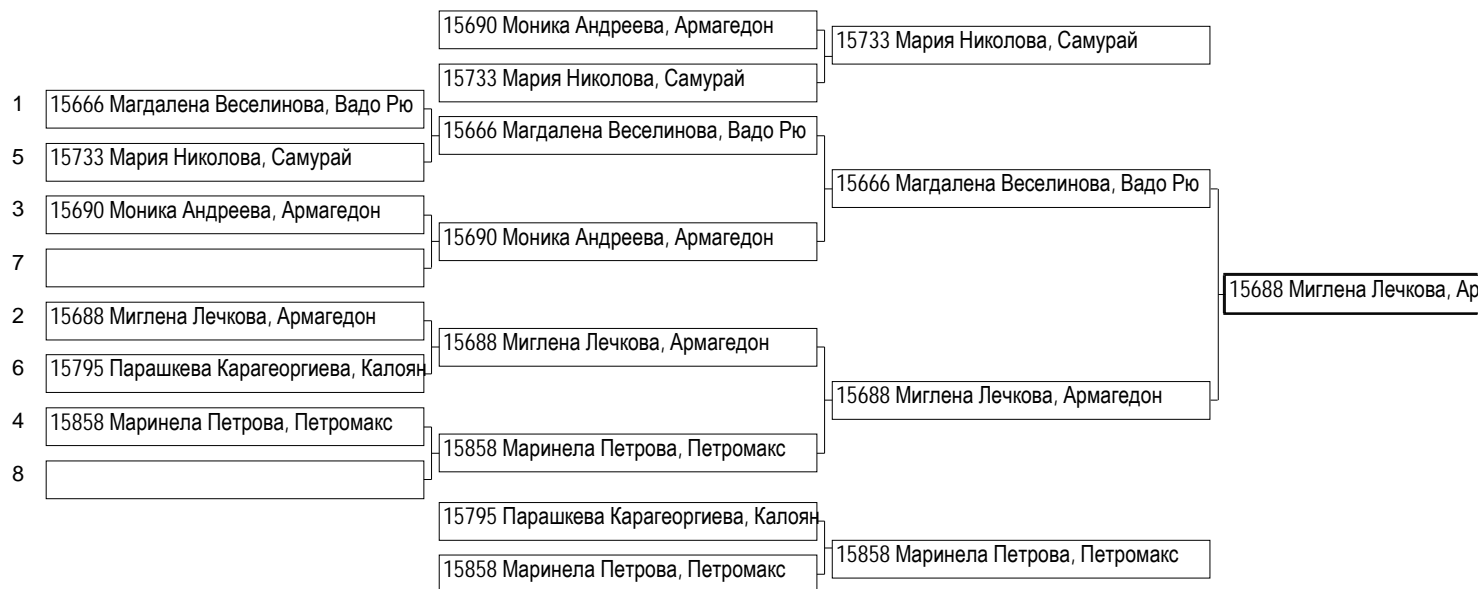 15690 Моника Андреева, Армагедон
15733 Мария Николова, Самурай
15733 Мария Николова, Самурай
1 15666 Магдалена Веселинова, Вадо Рю
15666 Магдалена Веселинова, Вадо Рю
5 15733 Мария Николова, Самурай
15666 Магдалена Веселинова, Вадо Рю
3 15690 Моника Андреева, Армагедон
15690 Моника Андреева, Армагедон
7
15688 Миглена Лечкова, Ар
2 15688 Миглена Лечкова, Армагедон
15688 Миглена Лечкова, Армагедон
6 15795 Парашкева Карагеоргиева, Калоян
15688 Миглена Лечкова, Армагедон
4 15858 Маринела Петрова, Петромакс
15858 Маринела Петрова, Петромакс
8
15795 Парашкева Карагеоргиева, Калоян
15858 Маринела Петрова, Петромакс
15858 Маринела Петрова, Петромакс